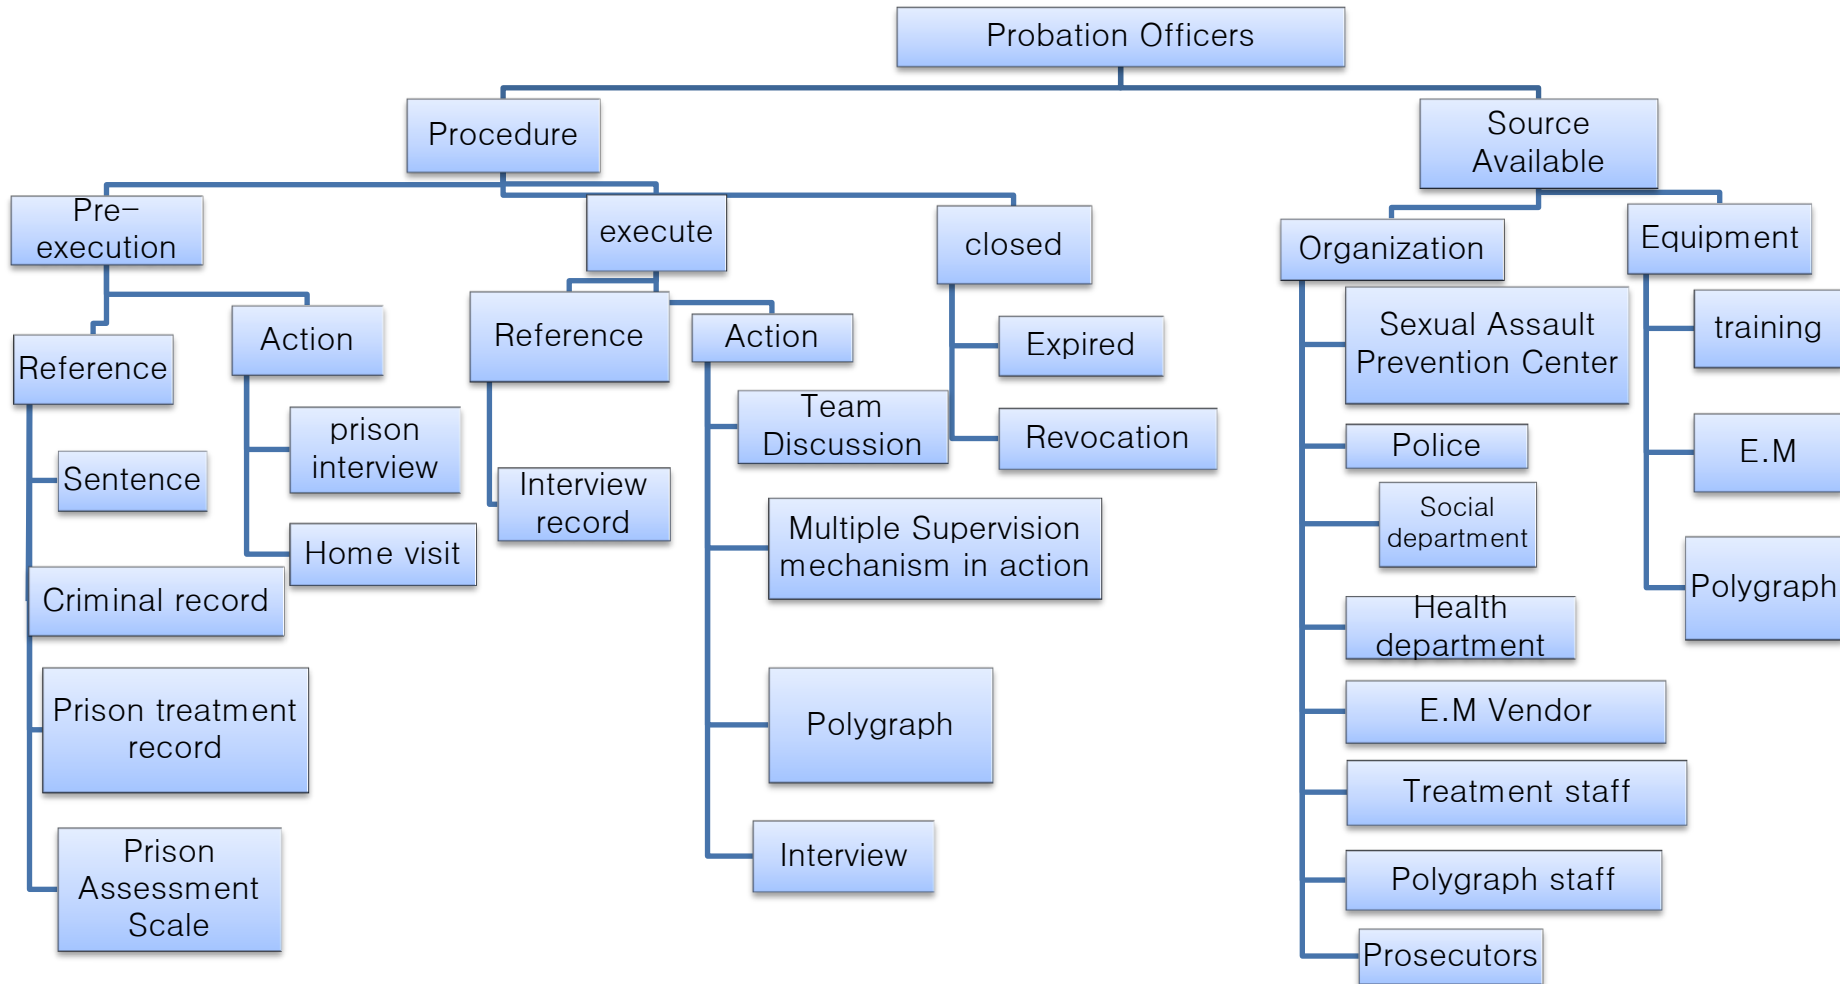 Probation Officers
Procedure
Source
Available
Pre-
execution
execute
closed
Organization
Equipment
Reference
Action
Reference
Action
Expired
Revocation
Sentence
Criminal record
Prison treatment
record
Prison
Assessment
Scale
prison
interview
Home visit
Interview
record
Team
Discussion
Multiple Supervision
mechanism in action
Polygraph
Interview
Sexual Assault
Prevention Center
Police
Social
department
Health
department
E.M Vendor
Treatment staff
Polygraph staff
Prosecutors
training
E.M
Polygraph